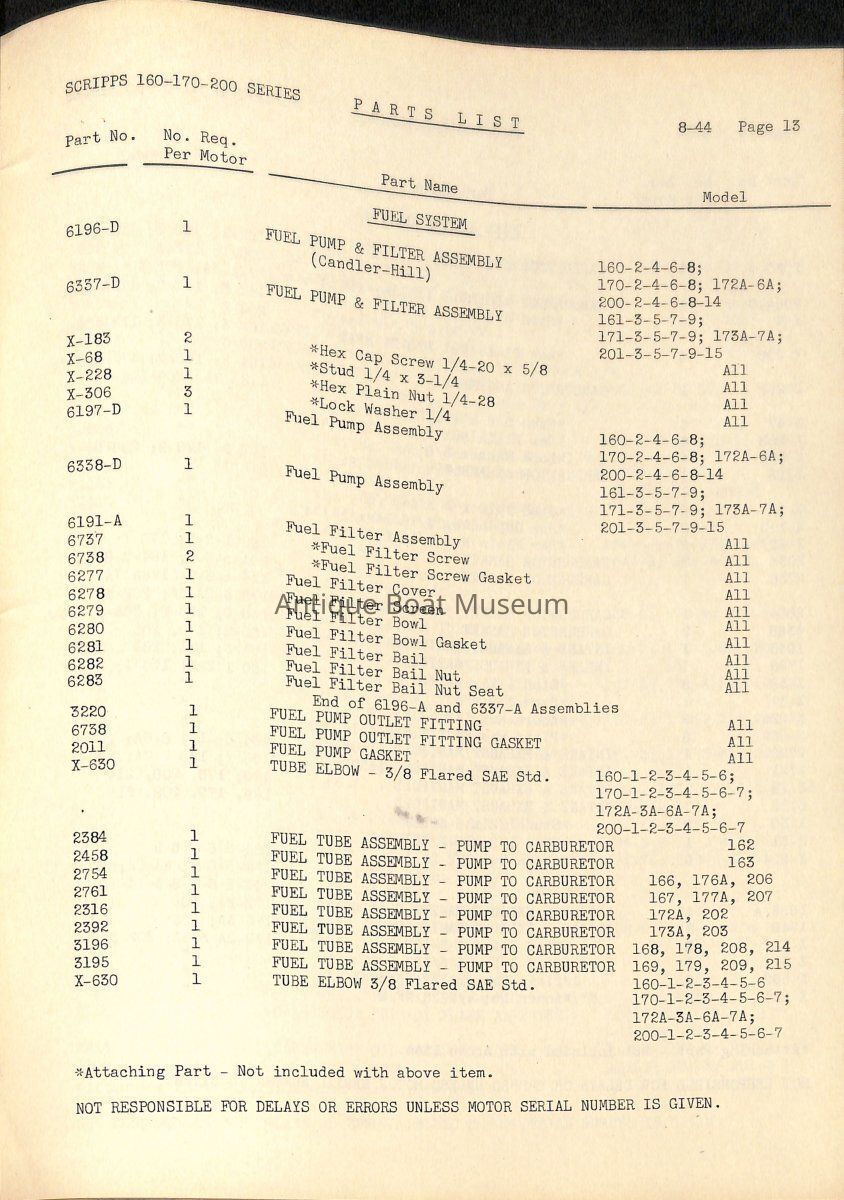 SCRIPPS 160-170-200 SERIES
PARTS LIST
8-44 Page 13
Part No. No. Req. Per Motor Part Name Model
FUEL SYSTEM
6196-D 1 FUEL PUMP & FILTER ASSEMBLY
(Candler-Hill) 160-2-4-6-8;
170-2-4-6-8; 172A-6A;
200-2-4-6-8-14
6337-D 1 FUEL PUMP & FILTER ASSEMBLY 161-3-5-7-9;
171-3-5-7-9; 173A-7A;
201-3-5-7-9-15
X-183 2 *Hex Cap Screw 1/4-20 x 5/8 All
X-68 1 *Stud 1/4 x 3-1/4 All
X-228 1 *Hex Plain Nut 1/4-28 All
X-306 3 *Lock Washer 1/4 All
6197-D 1 Fuel Pump Assembly 160-2-4-6-8;
170-2-4-6-8; 172A-6A;
200-2-4-6-8-14
6338-D 1 Fuel Pump Assembly 161-3-5-7-9;
171-3-5-7-9; 173A-7A;
201-3-5-7-9-15
6191-A 1 Fuel Filter Assembly All
6737 1 *Fuel Filter Screw All
6738 2 *Fuel Filter Screw Gasket All
6277 1 Fuel Filter Cover All
6278 1 Fuel Filter Screen All
6279 1 Fuel Filter Bowl All
6280 1 Fuel Filter Bowl Gasket All
6281 1 Fuel Filter Bail All
6282 1 Fuel Filter Bail Nut All
6283 1 Fuel Filter Bail Nut Seat All
End of 6196-A and 6337-A Assemblies
3220 1 FUEL PUMP OUTLET FITTING All
6738 1 FUEL PUMP OUTLET FITTING GASKET All
2011 1 FUEL PUMP GASKET All
X-630 1 TUBE ELBOW - 3/8 Flared SAE Std. 160-1-2-3-4-5-6;
170-1-2-3-4-5-6-7;
172A-3A-6A-7A;
200-1-2-3-4-5-6-7
2384 1 FUEL TUBE ASSEMBLY - PUMP TO CARBURETOR 162
2458 1 FUEL TUBE ASSEMBLY - PUMP TO CARBURETOR 163
2754 1 FUEL TUBE ASSEMBLY - PUMP TO CARBURETOR 166, 176A, 206
2761 1 FUEL TUBE ASSEMBLY - PUMP TO CARBURETOR 167, 177A, 207
2316 1 FUEL TUBE ASSEMBLY - PUMP TO CARBURETOR 172A, 202
2392 1 FUEL TUBE ASSEMBLY - PUMP TO CARBURETOR 173A, 203
3196 1 FUEL TUBE ASSEMBLY - PUMP TO CARBURETOR 168, 178, 208, 214
3195 1 FUEL TUBE ASSEMBLY - PUMP TO CARBURETOR 169, 179, 209, 215
X-630 1 TUBE ELBOW 3/8 Flared SAE Std. 160-1-2-3-4-5-6
170-1-2-3-4-5-6-7;
172A-3A-6A-7A;
200-1-2-3-4-5-6-7
*Attaching Part - Not included with above item.
NOT RESPONSIBLE FOR DELAYS OR ERRORS UNLESS MOTOR SERIAL NUMBER IS GIVEN.
Antique Boat Museum